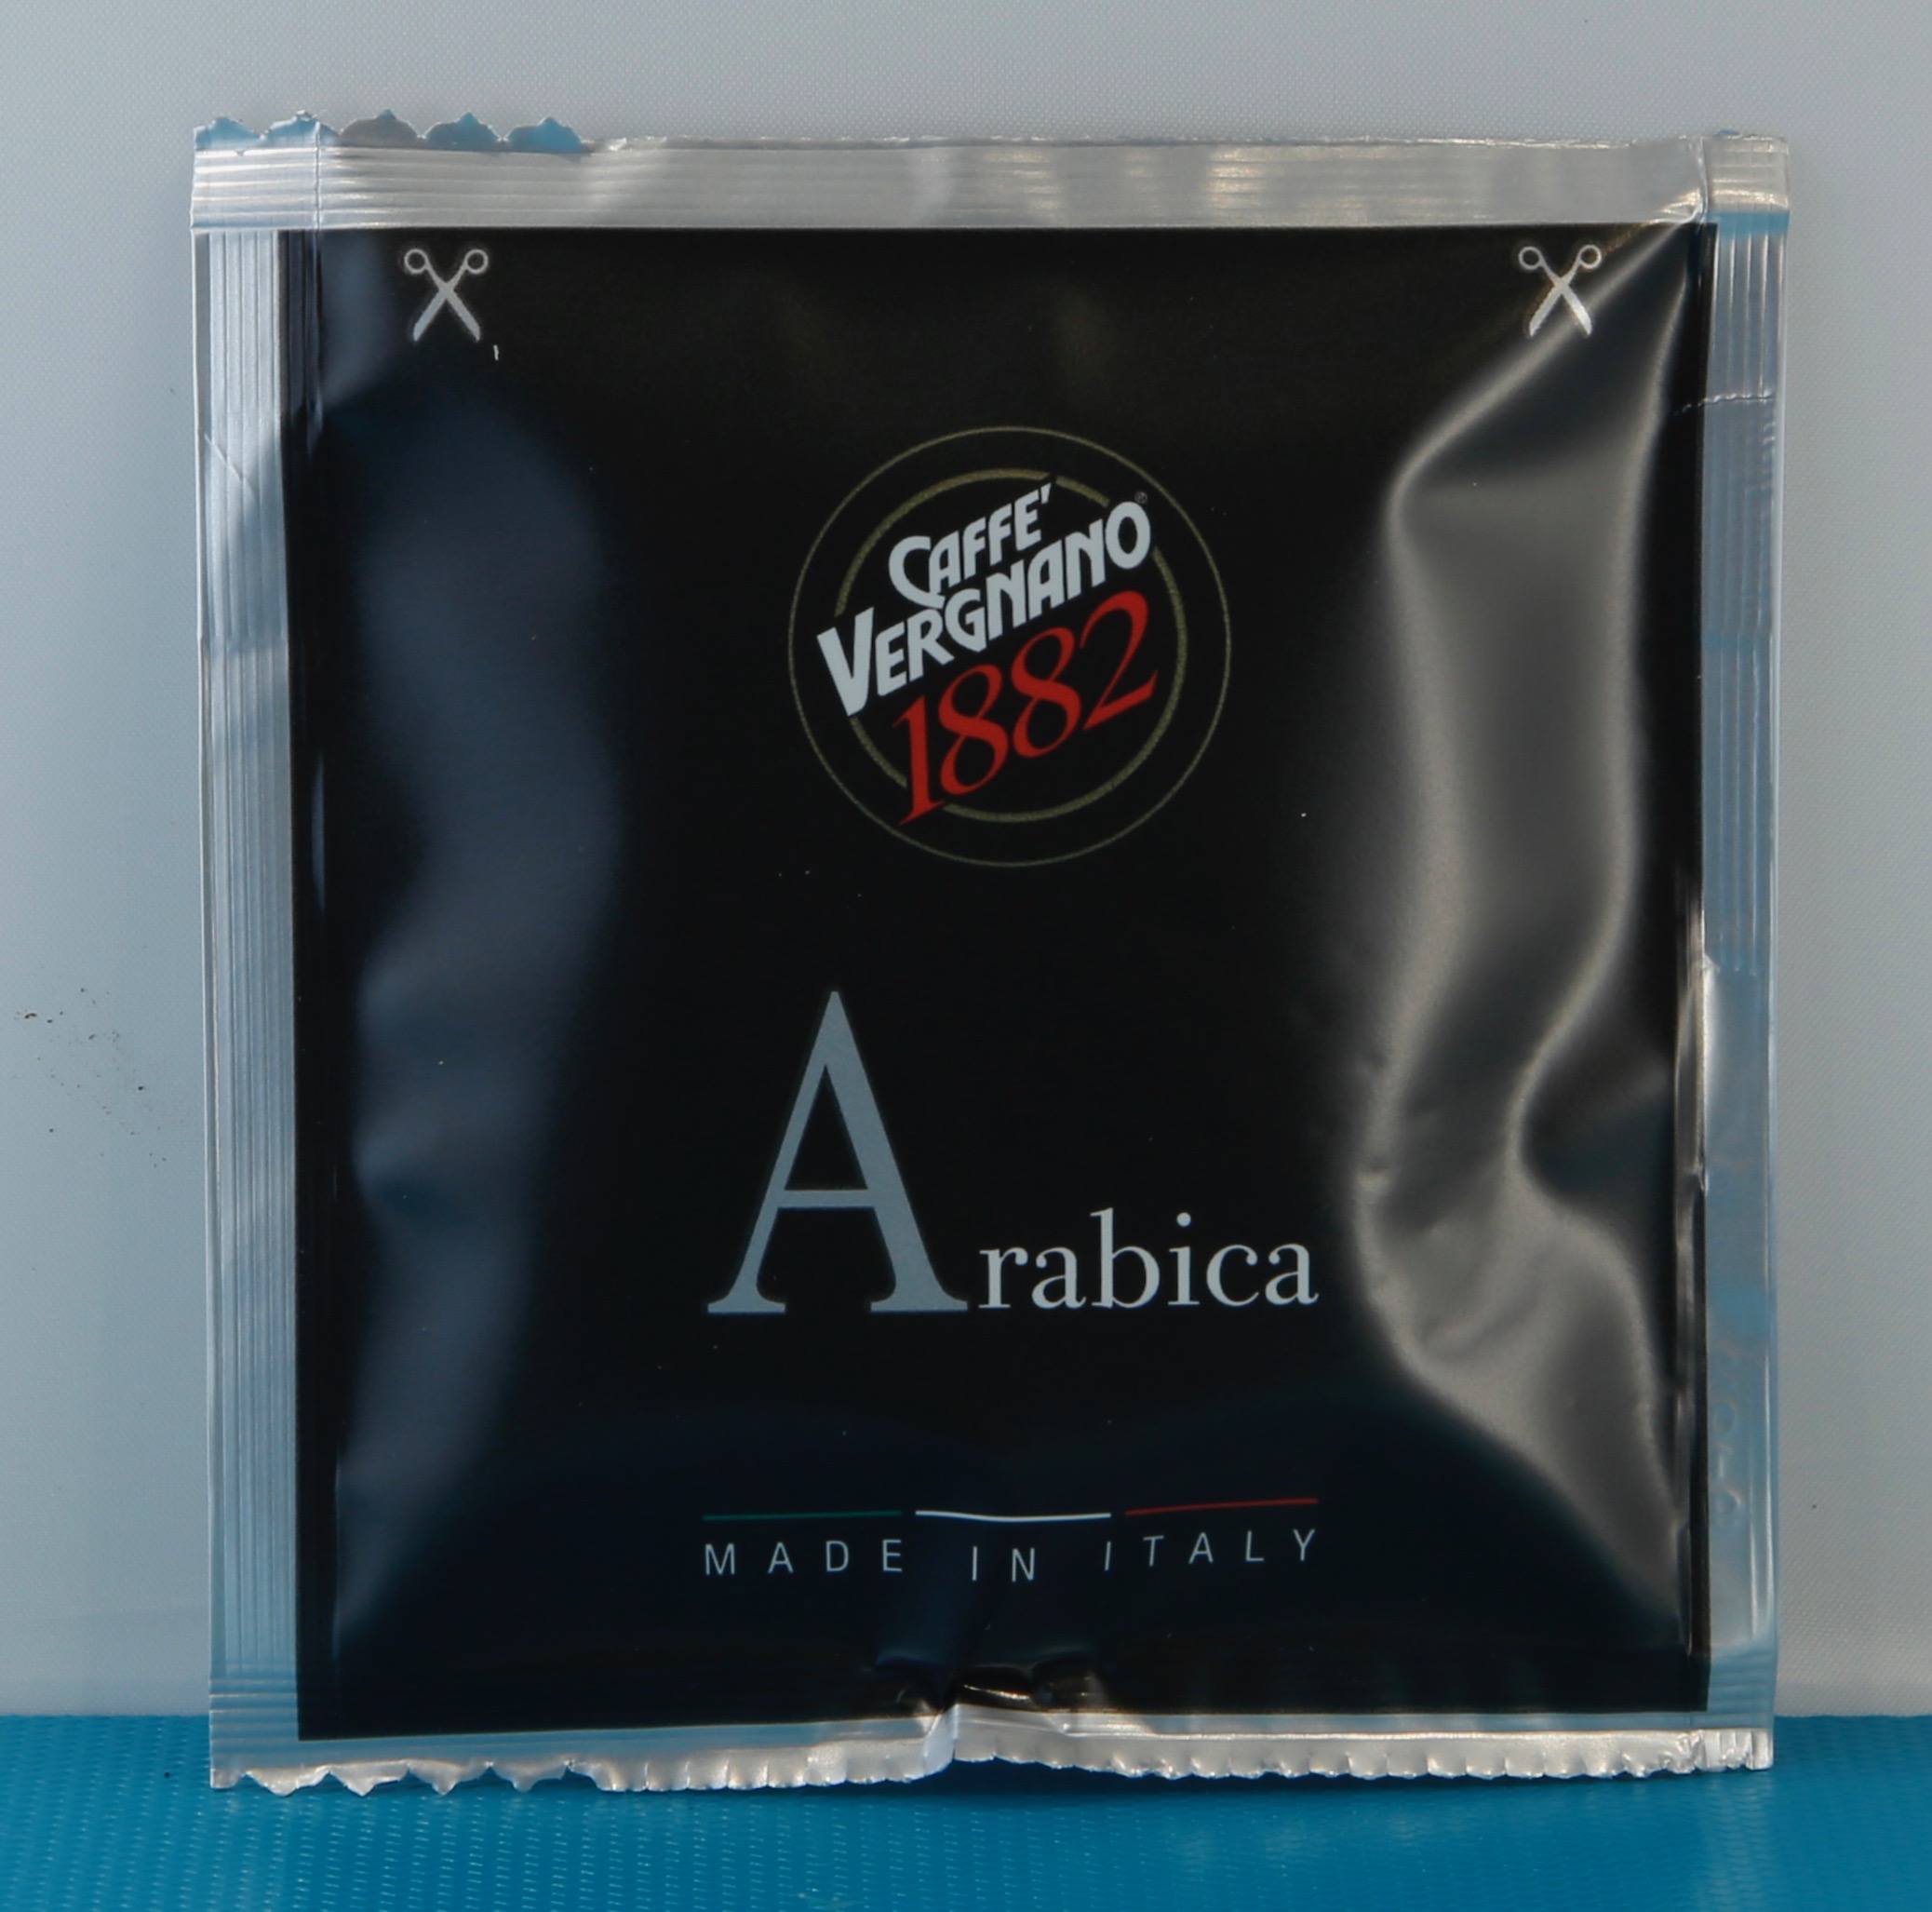 CAFFE'
VERGNANO®
1882
Arabica
MADE IN ITALY